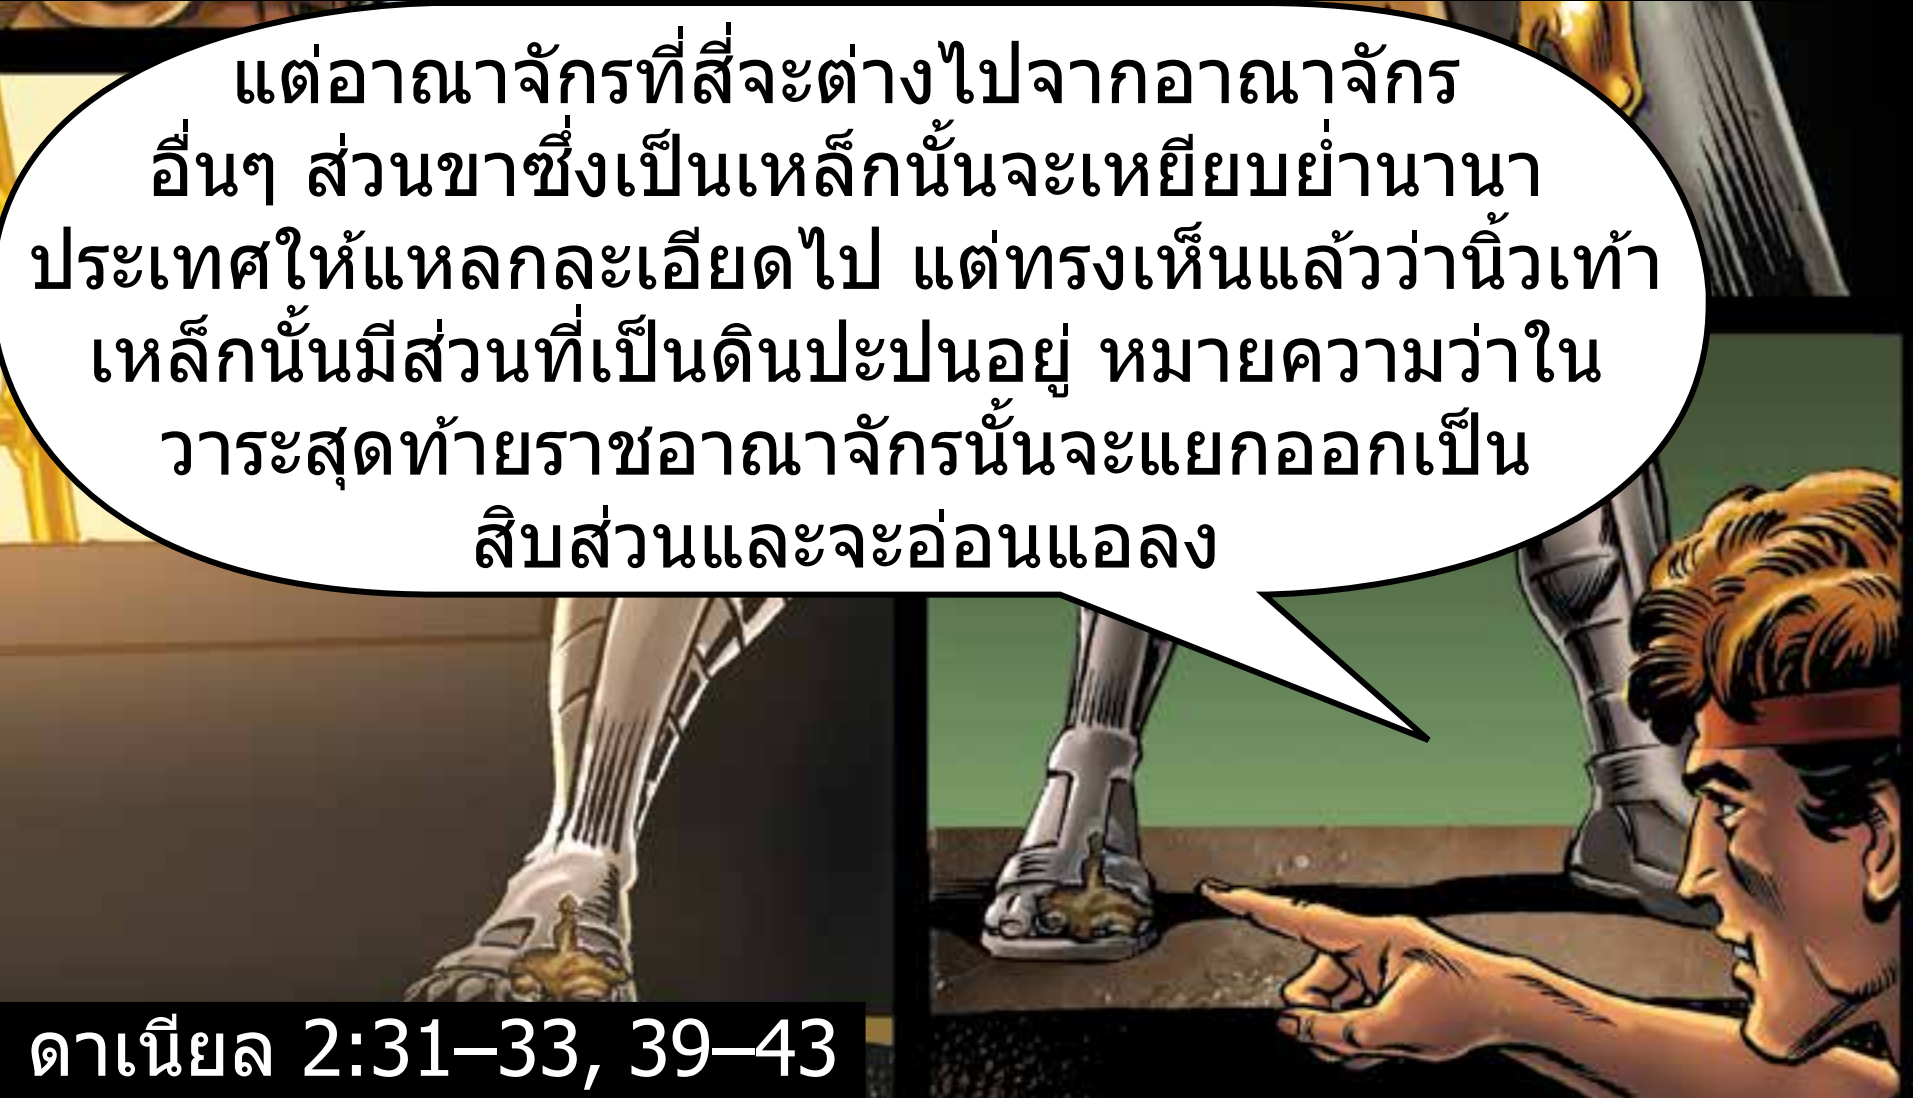 แต่อาณาจักรที่สี่จะต่างไปจากอาณาจักร
อื่นๆ ส่วนขาซึ่งเป็นเหล็กนั้นจะเหยียบย่ำนานา
ประเทศให้แหลกละเอียดไป แต่ทรงเห็นแล้วว่านิ้วเท้า
เหล็กนั้นมีส่วนที่เป็นดินปะปนอยู่ หมายความว่าใน
วาระสุดท้ายราชอาณาจักรนั้นจะแยกออกเป็น
สิบส่วนและจะอ่อนแอลง
ดาเนียล 2:31–33, 39–43